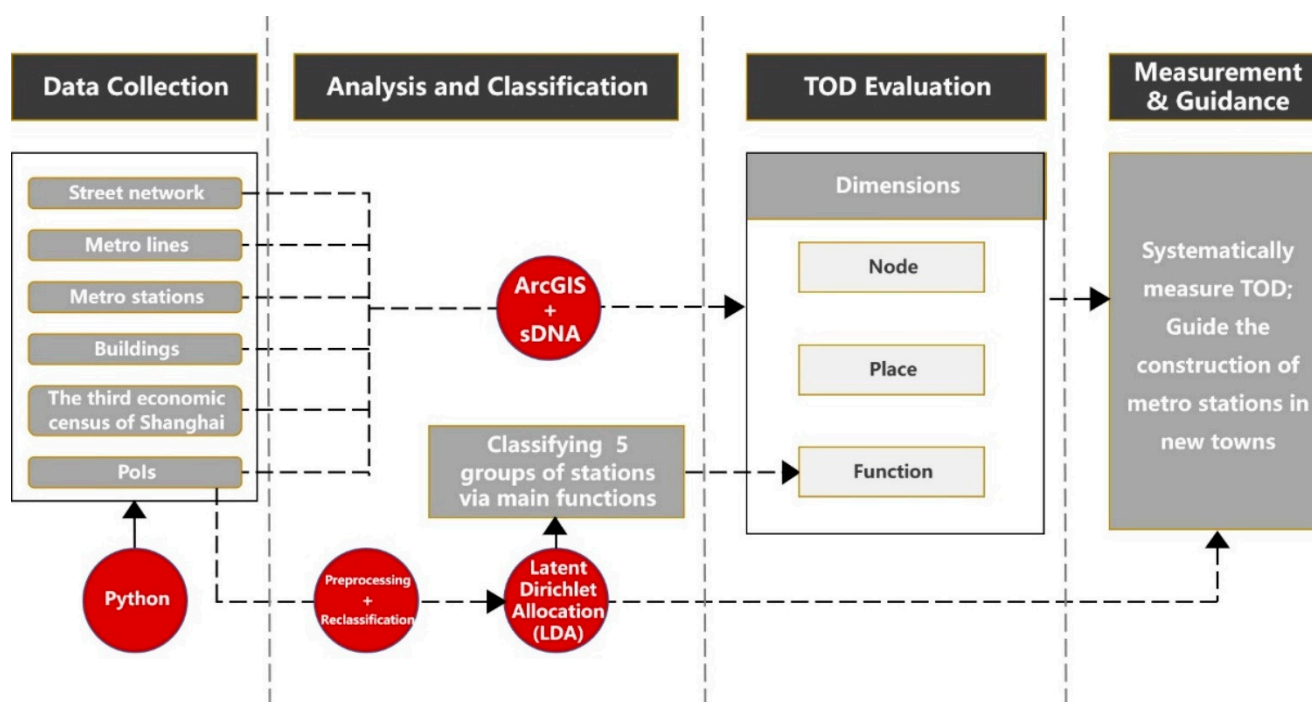 Data Collection
Analysis and Classification
TOD Evaluation
Measurement
& Guidance
Street network
Metro lines
Metro stations
Buildings
The third economic
census of Shanghai
PoIs
Python
ArcGIS
+
sDNA
Classifying 5
groups of stations
via main functions
Preprocessing
+
Reclassification
Latent
Dirichlet
Allocation
(LDA)
Dimensions
Node
Place
Function
Systematically
measure TOD;
Guide the
construction of
metro stations in
new towns